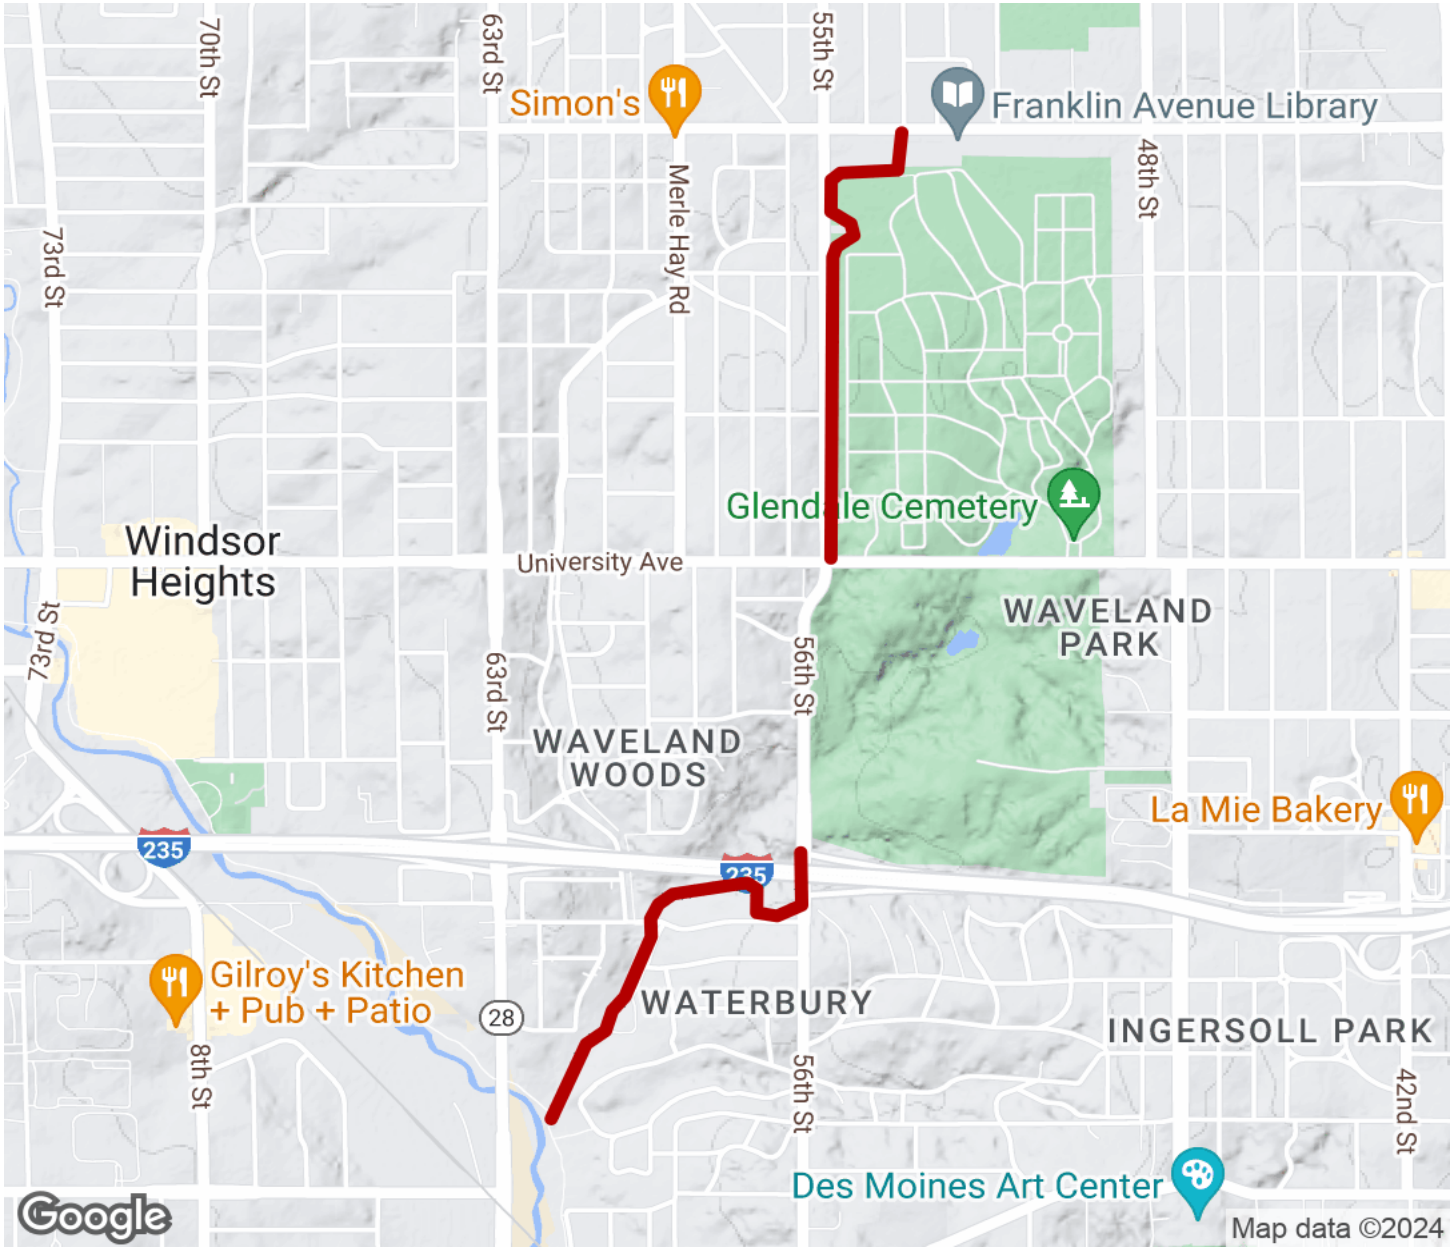 70th St
63rd St
55th St
Simon's
Franklin Avenue Library
48th St
Merle Hay Rd
73rd St
Glendale Cemetery
Windsor
Heights
University Ave
WAVELAND
PARK
73rd St
63rd St
56th St
WAVELAND
WOODS
La Mie Bakery
235
235
Gilroy's Kitchen
+ Pub + Patio
28
WATERBURY
INGERSOLL PARK
8th St
56th St
42nd St
Des Moines Art Center
Google
Map data ©2024